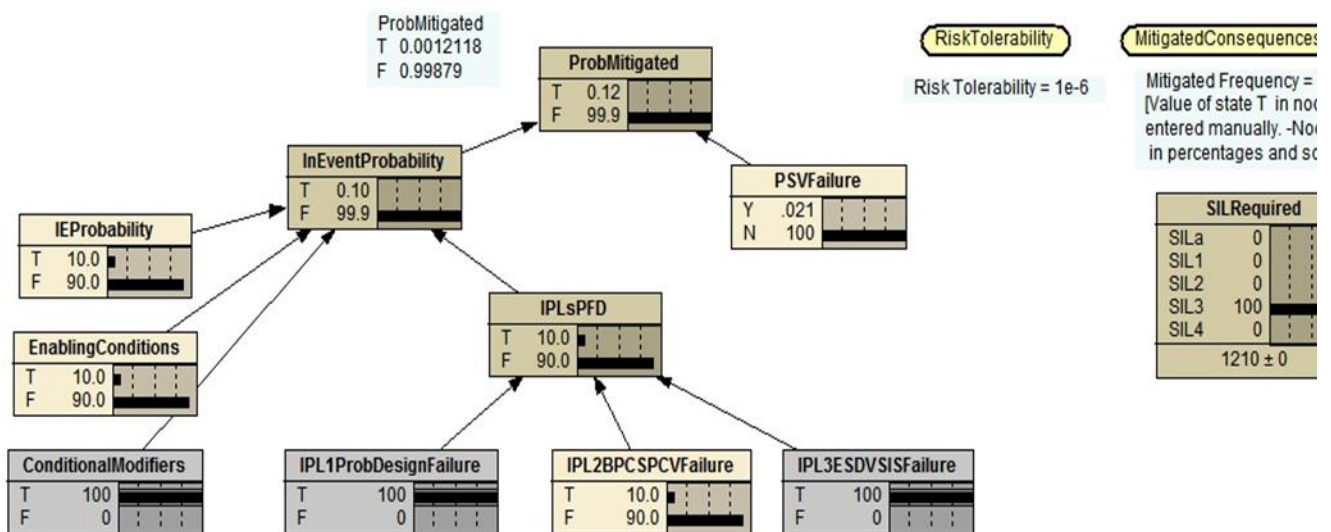 ProbMitigated
T 0.0012118
F 0.99879
ProbMitigated
T 0.12
F 99.9
RiskTolerability
MitigatedConsequences
Risk Tolerability = 1e-6
Mitigated Frequency =
[Value of state T in
entered manually.
in percentages and
InEventProbability
T 0.10
F 99.9
PSVFailure
Y .021
N 100
IEProbability
T 10.0
F 90.0
SILRequired
SILa 0
SIL1 0
SIL2 0
SIL3 100
SIL4 0
1210 ± 0
IPLsPFD
T 10.0
F 90.0
EnablingConditions
T 10.0
F 90.0
ConditionalModifiers
T 100
F 0
IPL1ProbDesignFailure
T 100
F 0
IPL2BPCSPCVFailure
T 10.0
F 90.0
IPL3ESDVSISFailure
T 100
F 0